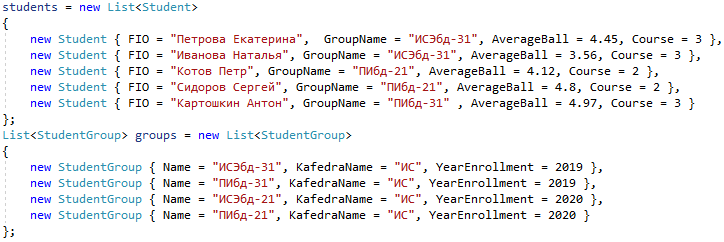 students = new List<Student>
{
new Student { FIO = "Петрова Екатерина",  GroupName = "ИСЭбд-31", AverageBall = 4.45, Course = 3 },
new Student { FIO = "Иванова Наталья", GroupName = "ИСЭбд-31", AverageBall = 3.56, Course = 3 },
new Student { FIO = "Котов Петр", GroupName = "ПИбд-21", AverageBall = 4.12, Course = 2 },
new Student { FIO = "Сидоров Сергей", GroupName = "ПИбд-21", AverageBall = 4.8, Course = 2 },
new Student { FIO = "Картошкин Антон", GroupName = "ПИбд-31" , AverageBall = 4.97, Course = 3 }
};
List<StudentGroup> groups = new List<StudentGroup>
{
new StudentGroup { Name = "ИСЭбд-31", KafedraName = "ИС", YearEnrollment = 2019 },
new StudentGroup { Name = "ПИбд-31", KafedraName = "ИС", YearEnrollment = 2019 },
new StudentGroup { Name = "ИСЭбд-21", KafedraName = "ИС", YearEnrollment = 2020 },
new StudentGroup { Name = "ПИбд-21", KafedraName = "ИС", YearEnrollment = 2020 }
};